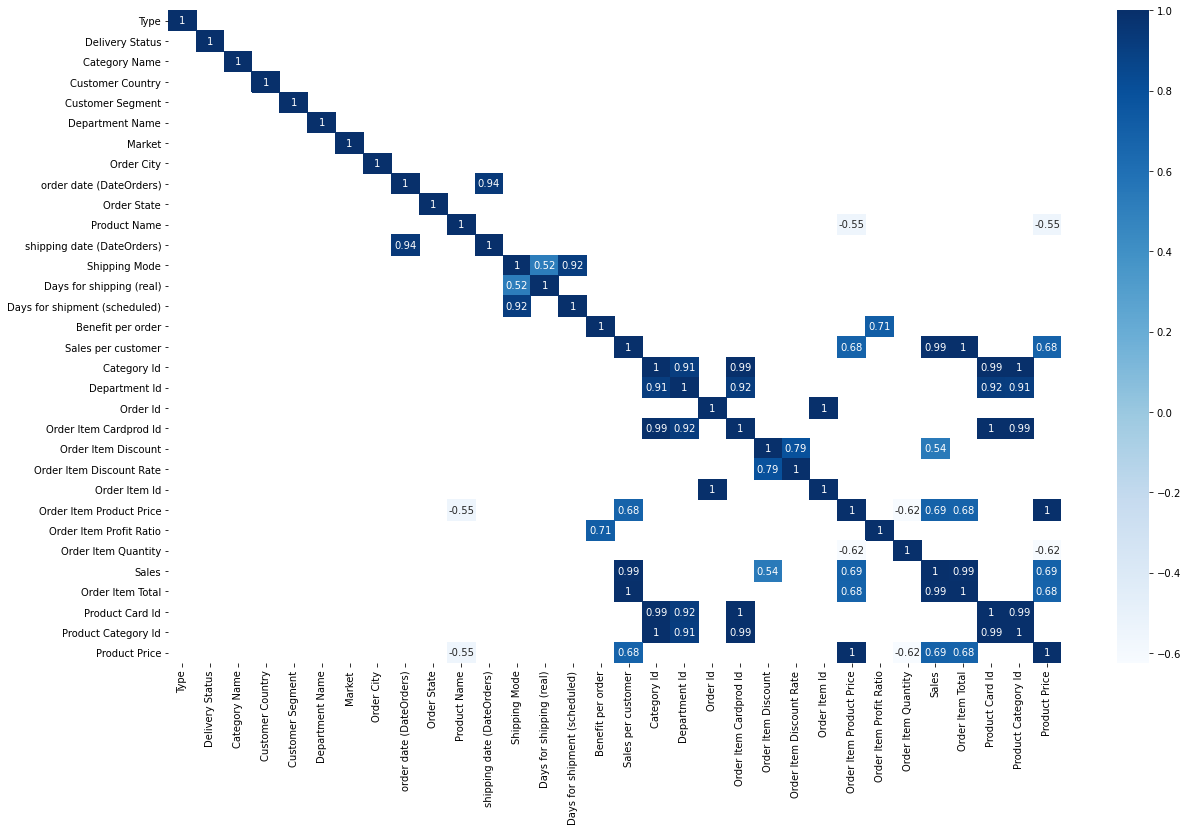 Type 1
Delivery Status 1
Category Name 1
Customer Country 1
Customer Segment 1
Department Name 1
Market 1
Order City 1
order date (DateOrders) 1 0.94
Order State 1
Product Name 1 -0.55 -0.55
shipping date (DateOrders) 0.94 1
Shipping Mode 1 0.52 0.92
Days for shipping (real) 0.52 1
Days for shipment (scheduled) 0.92 1
Benefit per order 1 0.71
Sales per customer 1 0.68 0.99 1 0.68
Category Id 1 0.91 0.99 0.99 1
Department Id 0.91 1 0.92 0.92 0.91
Order Id 1 1
Order Item Cardprod Id 0.99 0.92 1 1 0.99
Order Item Discount 1 0.79 0.54
Order Item Discount Rate 0.79 1
Order Item Id 1 1
Order Item Product Price -0.55 0.68 1 -0.62 0.69 0.68 1
Order Item Profit Ratio 0.71 1
Order Item Quantity -0.62 1 -0.62
Sales 0.99 0.54 0.69 1 0.99 0.69
Order Item Total 1 0.68 0.99 1 0.68
Product Card Id 0.99 0.92 1 1 0.99
Product Category Id 1 0.91 0.99 0.99 1
Product Price -0.55 0.68 1 -0.62 0.69 0.68 1
Type
Delivery Status
Category Name
Customer Country
Customer Segment
Department Name
Market
Order City
order date (DateOrders)
Order State
Product Name
shipping date (DateOrders)
Shipping Mode
Days for shipping (real)
Days for shipment (scheduled)
Benefit per order
Sales per customer
Category Id
Department Id
Order Id
Order Item Cardprod Id
Order Item Discount
Order Item Discount Rate
Order Item Id
Order Item Product Price
Order Item Profit Ratio
Order Item Quantity
Sales
Order Item Total
Product Card Id
Product Category Id
Product Price
1.0
0.8
0.6
0.4
0.2
0.0
−0.2
−0.4
−0.6